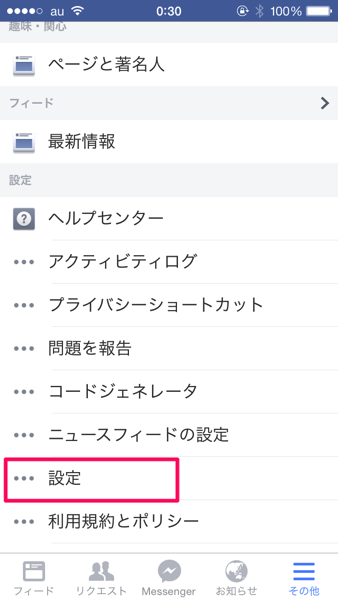 au 0:30 100%
趣味・関心
ページと著名人
フィード
最新情報
設定
ヘルプセンター
アクティビティログ
プライバシーショートカット
問題を報告
コードジェネレータ
ニュースフィードの設定
設定
利用規約とポリシー
フィード リクエスト Messenger お知らせ その他